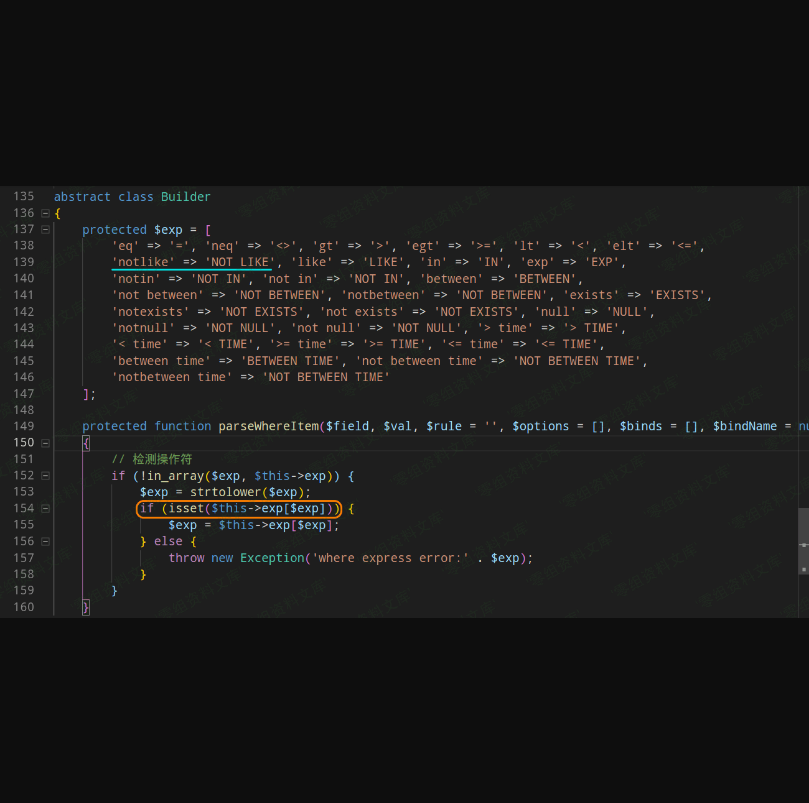 135 abstract class Builder
136 {
137 protected $exp = [
138 'eq' => '=', 'neq' => '<>', 'gt' => '>', 'egt' => '>=', 'lt' => '<', 'elt' => '<=',
139 'notlike' => 'NOT LIKE', 'like' => 'LIKE', 'in' => 'IN', 'exp' => 'EXP',
140 'notin' => 'NOT IN', 'not in' => 'NOT IN', 'between' => 'BETWEEN',
141 'not between' => 'NOT BETWEEN', 'notbetween' => 'NOT BETWEEN', 'exists' => 'EXISTS',
142 'notexists' => 'NOT EXISTS', 'not exists' => 'NOT EXISTS', 'null' => 'NULL',
143 'notnull' => 'NOT NULL', 'not null' => 'NOT NULL', '> time' => '> TIME',
144 '< time' => '< TIME', '>= time' => '>= TIME', '<= time' => '<= TIME',
145 'between time' => 'BETWEEN TIME', 'not between time' => 'NOT BETWEEN TIME',
146 'notbetween time' => 'NOT BETWEEN TIME'
147 ];
148
149 protected function parseWhereItem($field, $val, $rule = '', $options = [], $binds = [], $bindName = nu
150 {
151 // 检测操作符
152 if (!in_array($exp, $this->exp)) {
153 $exp = strtolower($exp);
154 if (isset($this->exp[$exp])) {
155 $exp = $this->exp[$exp];
156 } else {
157 throw new Exception('where express error:' . $exp);
158 }
159 }
160 }